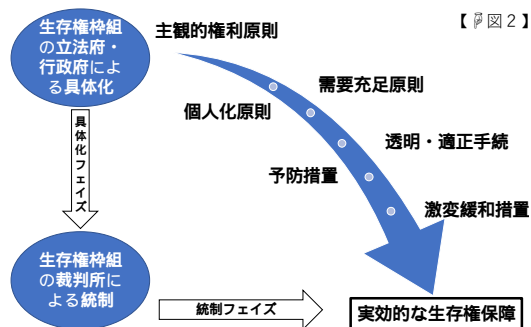 【図2】
生存権枠組
の立法府・
行政府によ
る具体化
主観的権利原則
需要充足原則
個人化原則
透明・適正手続
予防措置
激変緩和措置
具体化フェイズ
生存権枠組
の裁判所に
よる統制
統制フェイズ
実効的な生存権保障